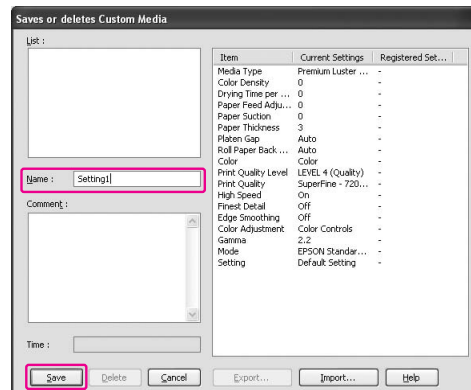 Saves or deletes Custom Media
List :
Item Current Settings Registered Set...
Media Type Premium Luster ... -
Color Density 0 -
Drying Time per ... 0 -
Paper Feed Adju... 0 -
Paper Suction 0 -
Paper Thickness 3 -
Platen Gap Auto -
Roll Paper Back ... Auto -
Color Color -
Print Quality Level LEVEL 4 (Quality) -
Print Quality SuperFine - 720... -
High Speed On -
Finest Detail Off -
Edge Smoothing Off -
Color Adjustment Color Controls -
Gamma 2.2 -
Mode EPSON Standar... -
Setting Default Setting -
Name : Setting1
Comment :
Time :
Save Delete Cancel Export... Import... Help